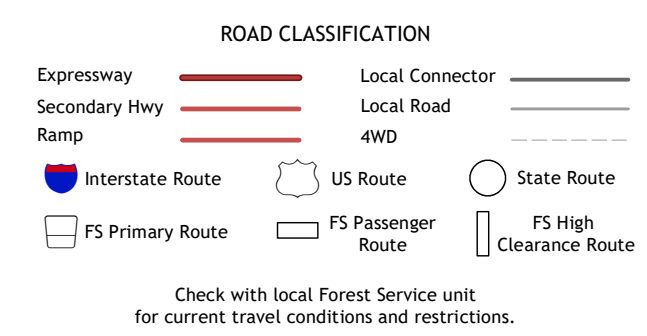 ROAD CLASSIFICATION
Expressway
Local Connector
Secondary Hwy
Local Road
Ramp
4WD
Interstate Route
US Route
State Route
FS Primary Route
FS Passenger
Route
FS High
Clearance Route
Check with local Forest Service unit
for current travel conditions and restrictions.